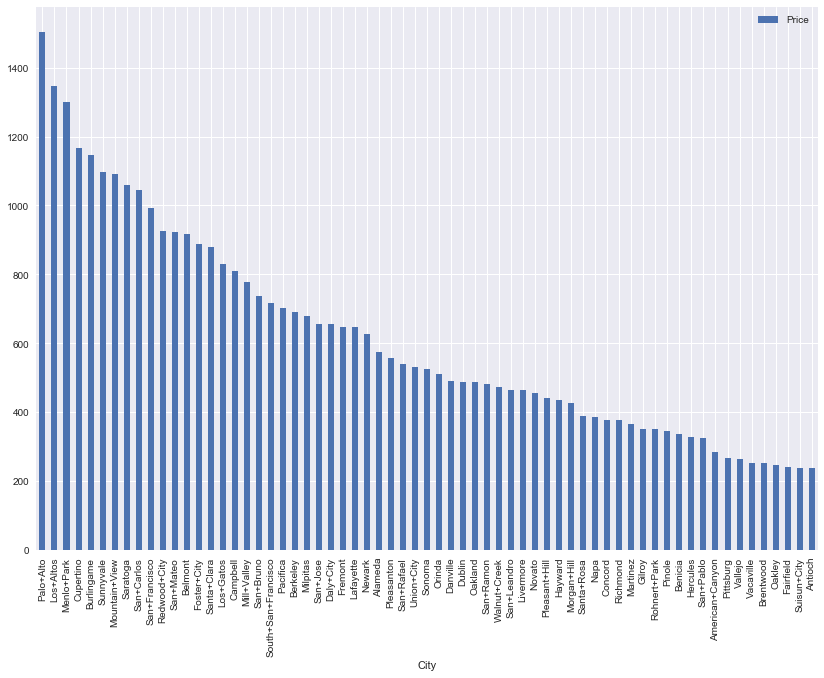 Price
1400
1200
1000
800
600
400
200
0
Palo+Alto
Los+Altos
Menlo+Park
Cupertino
Burlingame
Sunnyvale
Mountain+View
Saratoga
San+Carlos
San+Francisco
Redwood+City
San+Mateo
Belmont
Foster+City
Santa+Clara
Los+Gatos
Campbell
Mill+Valley
San+Bruno
South+San+Francisco
Pacifica
Berkeley
Milpitas
San+Jose
Daly+City
Fremont
Lafayette
Newark
Alameda
Pleasanton
San+Rafael
Union+City
Sonoma
Orinda
Danville
Dublin
Oakland
San+Ramon
Walnut+Creek
San+Leandro
Livermore
Novato
Pleasant+Hill
Hayward
Morgan+Hill
Santa+Rosa
Napa
Concord
Richmond
Martinez
Gilroy
Rohnert+Park
Pinole
Benicia
Hercules
San+Pablo
American+Canyon
Pittsburg
Vallejo
Vacaville
Brentwood
Oakley
Fairfield
Suisun+City
Antioch
City